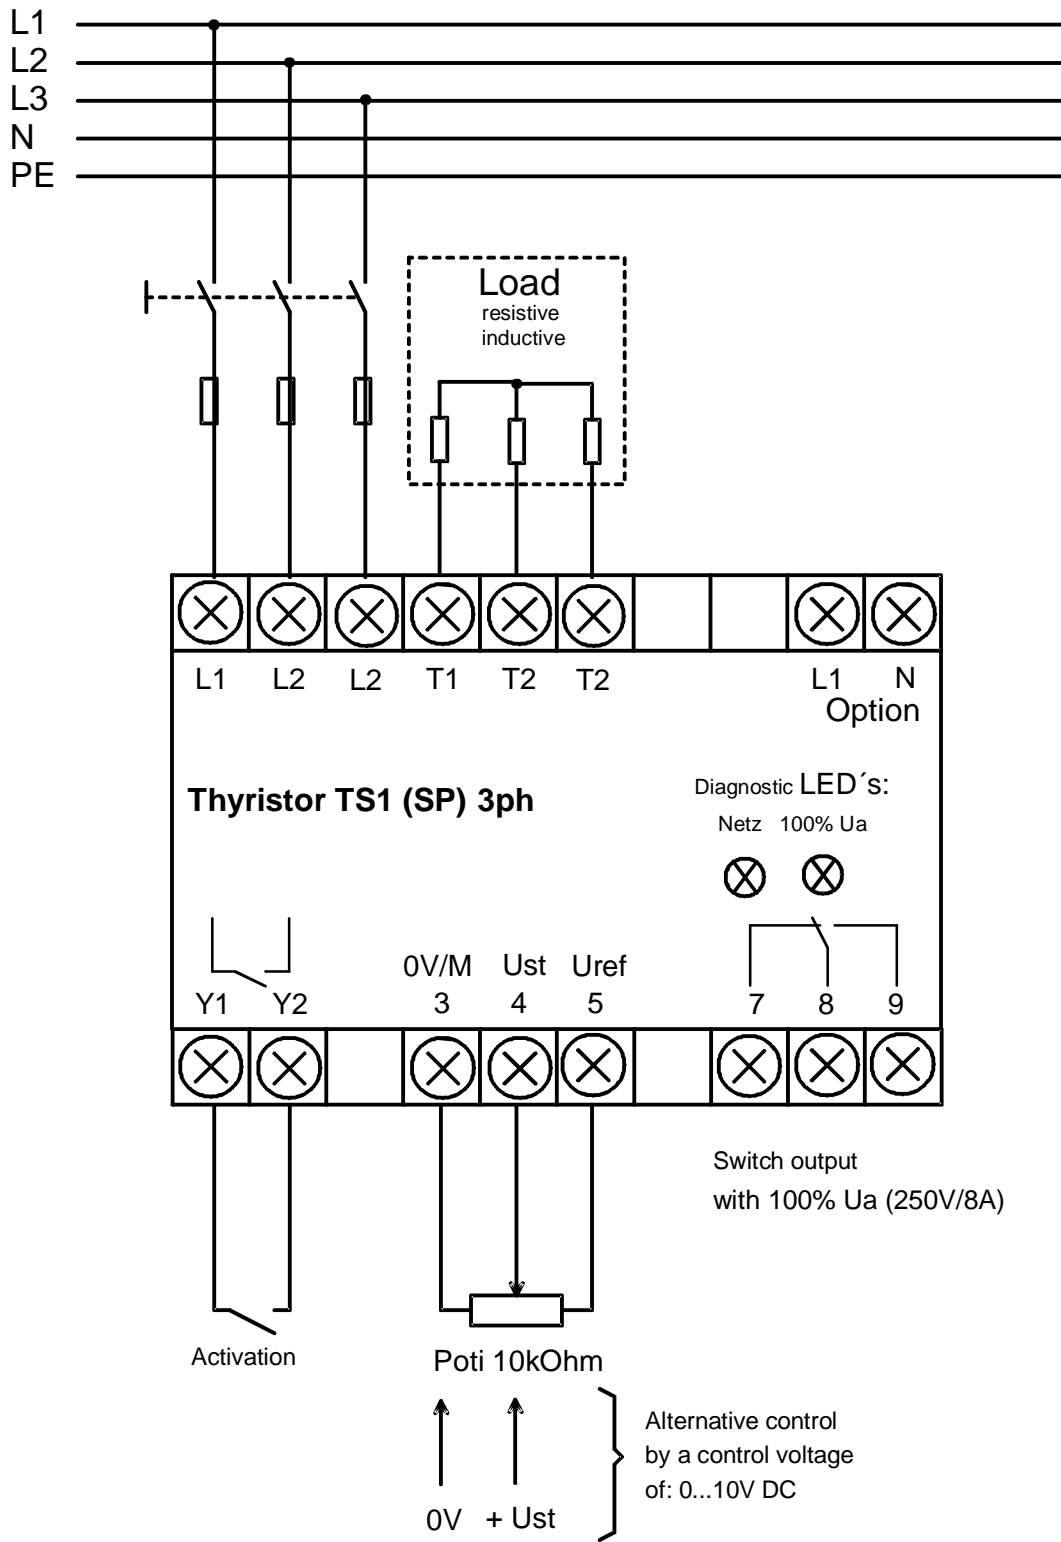 L1
L2
L3
N
PE
Load
resistive
inductive
L1 L2 L2 T1 T2 T2 L1 N
Option
Thyristor TS1 (SP) 3ph
Diagnostic LED´s:
Netz 100% Ua
0V/M Ust Uref
Y1 Y2 3 4 5 7 8 9
Switch output
with 100% Ua (250V/8A)
Activation
Poti 10kOhm
Alternative control
by a control voltage
of: 0...10V DC
0V + Ust